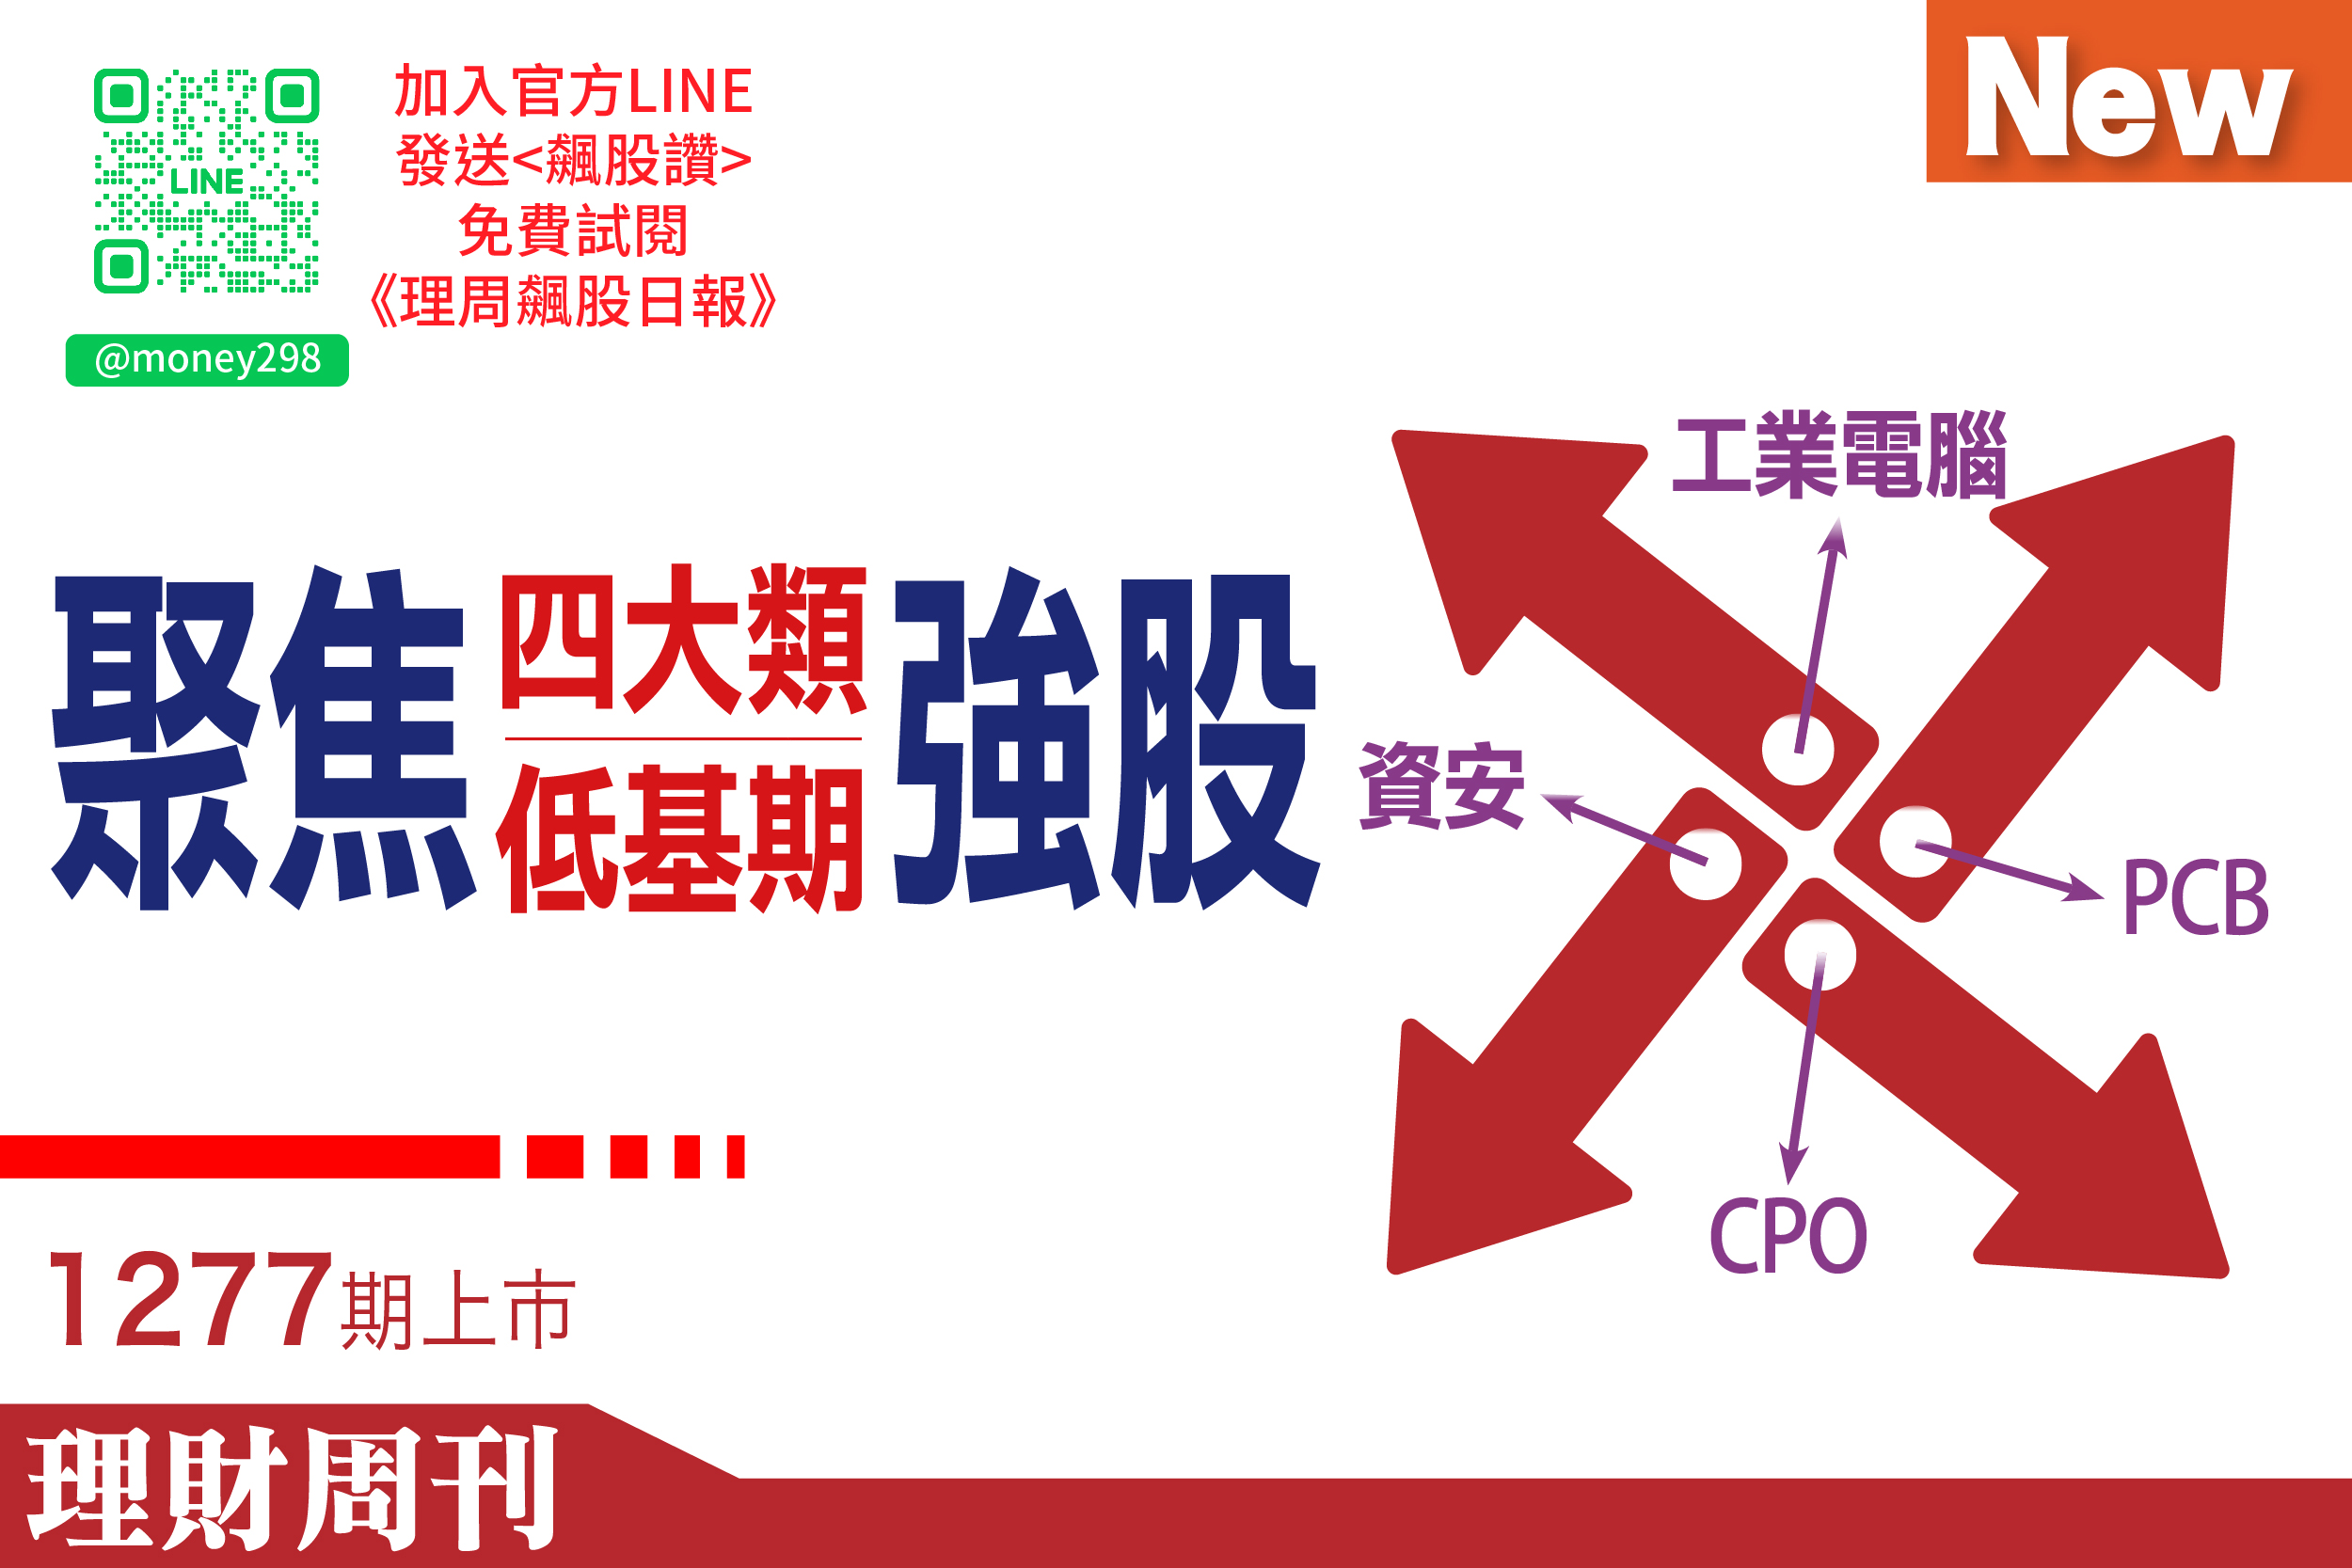 New
加入官方LINE
發送<飆股讚>
免費試閱
《理周飆股日報》
LINE
@money298
聚焦四大類低基期強股
工業電腦
資安
PCB
CPO
1277期上市
理財周刊